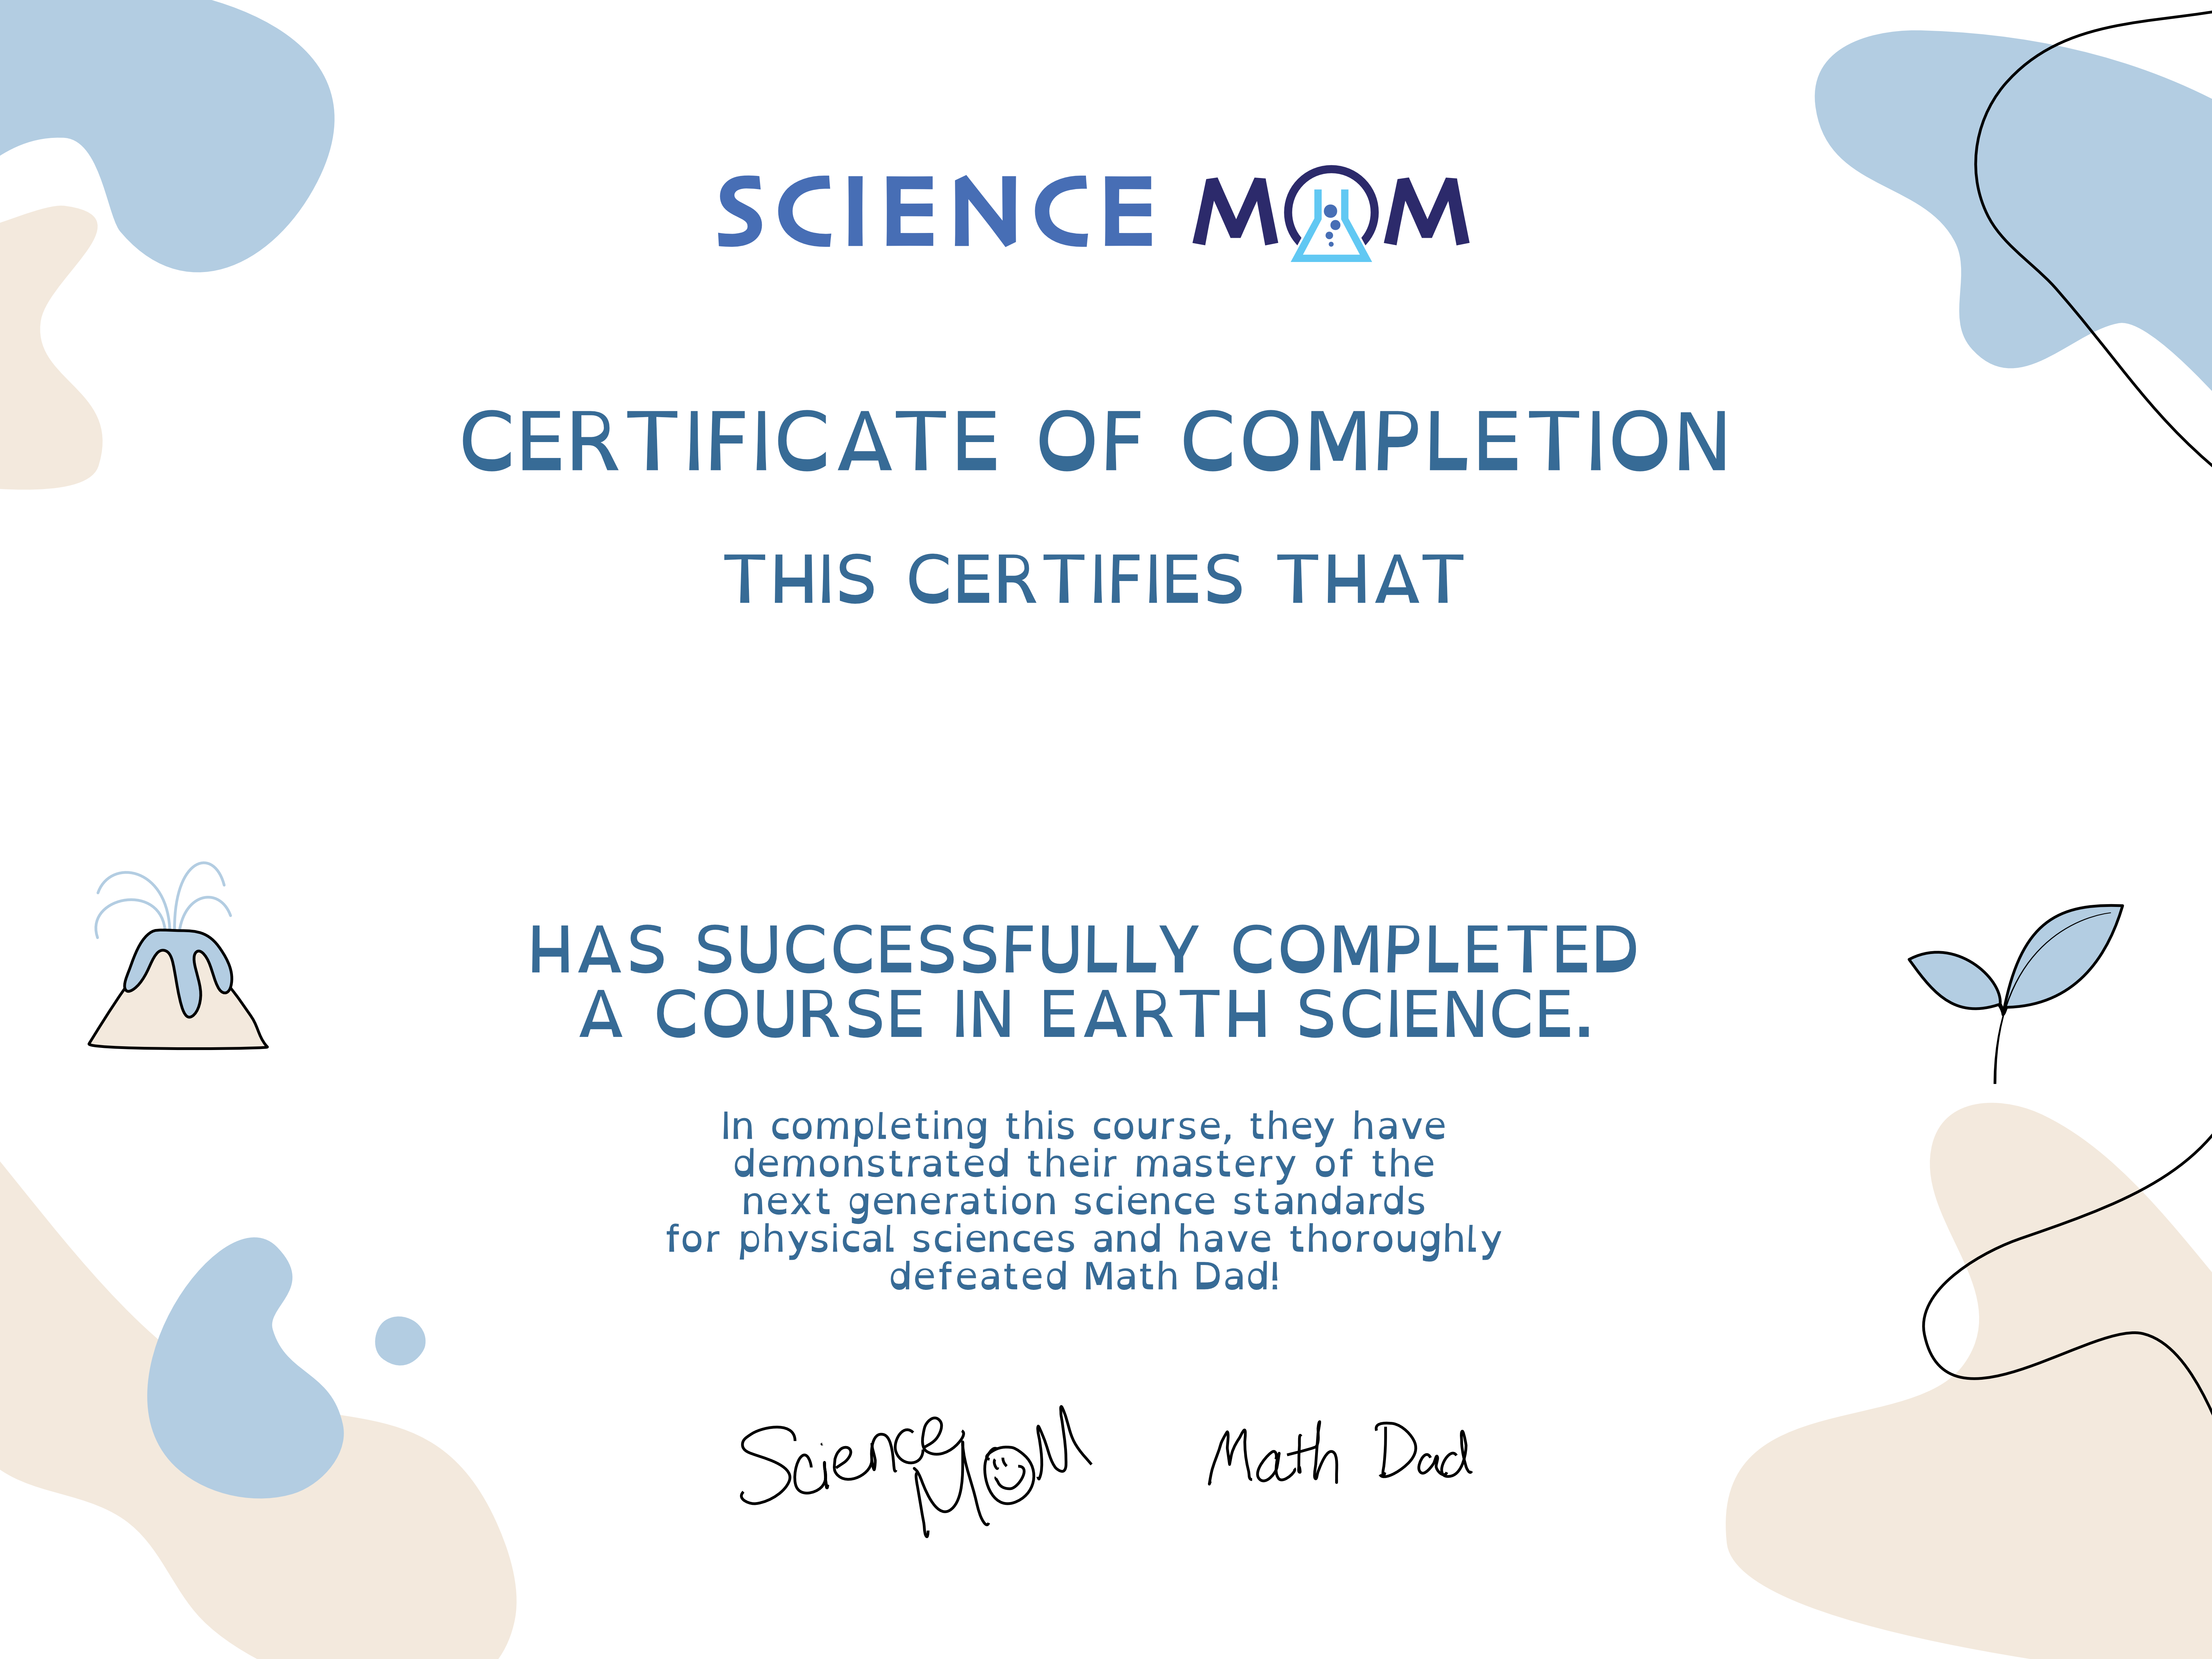 SCIENCE MOM
CERTIFICATE OF COMPLETION
THIS CERTIFIES THAT
HAS SUCCESSFULLY COMPLETED
A COURSE IN EARTH SCIENCE.
In completing this course, they have
demonstrated their mastery of the
next generation science standards
for physical sciences and have thoroughly
defeated Math Dad!
Science Mom Math Dad